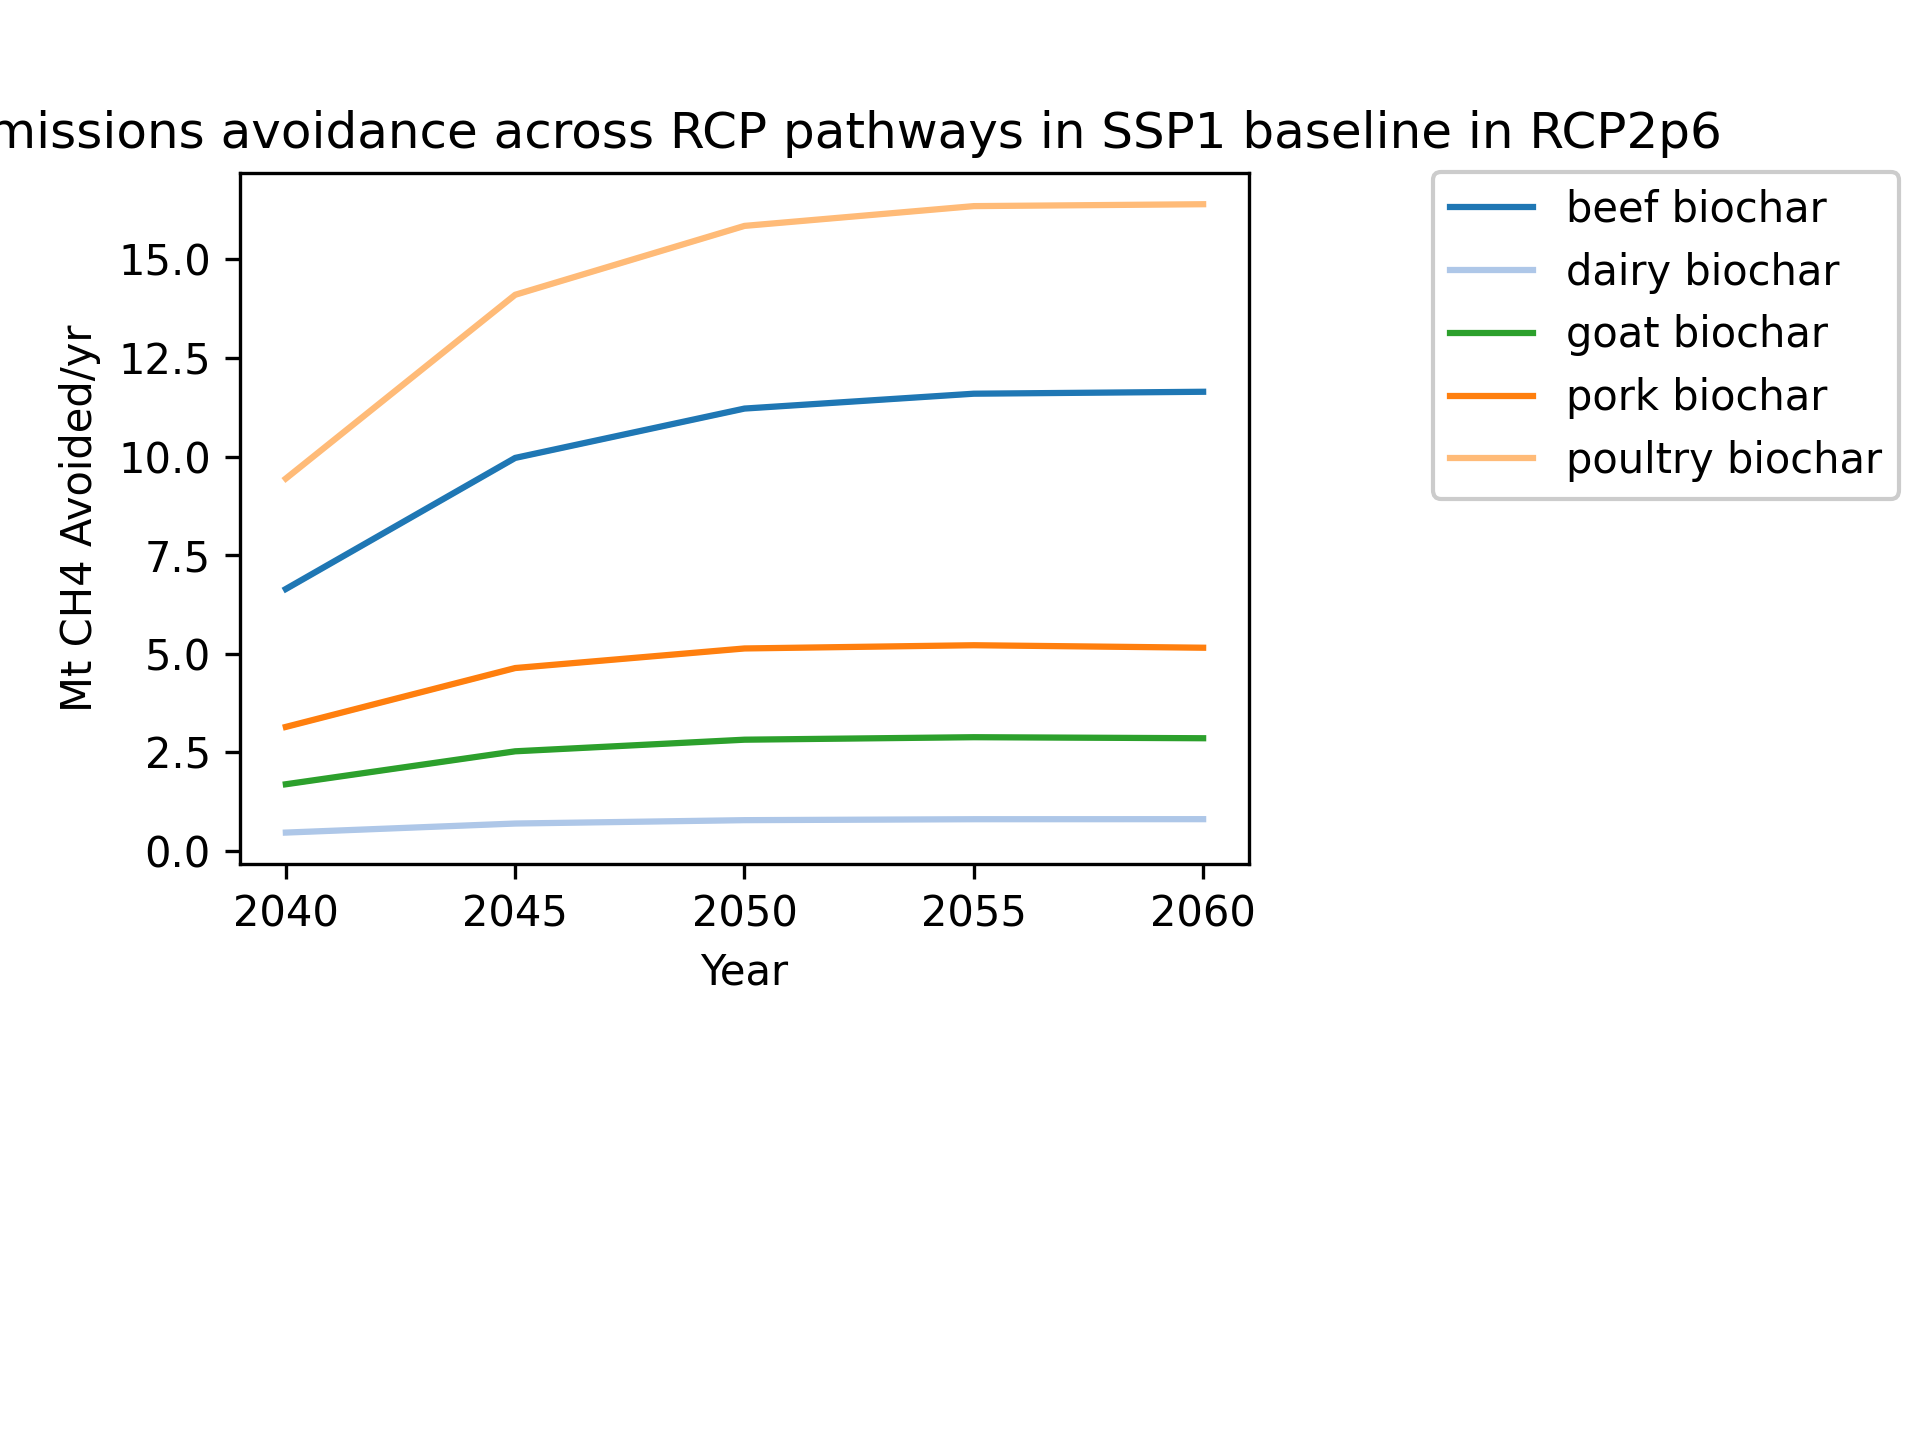 missions avoidance across RCP pathways in SSP1 baseline in RCP2p6
beef biochar
dairy biochar
goat biochar
pork biochar
poultry biochar
Mt CH4 Avoided/yr
15.0
12.5
10.0
7.5
5.0
2.5
0.0
2040 2045 2050 2055 2060
Year